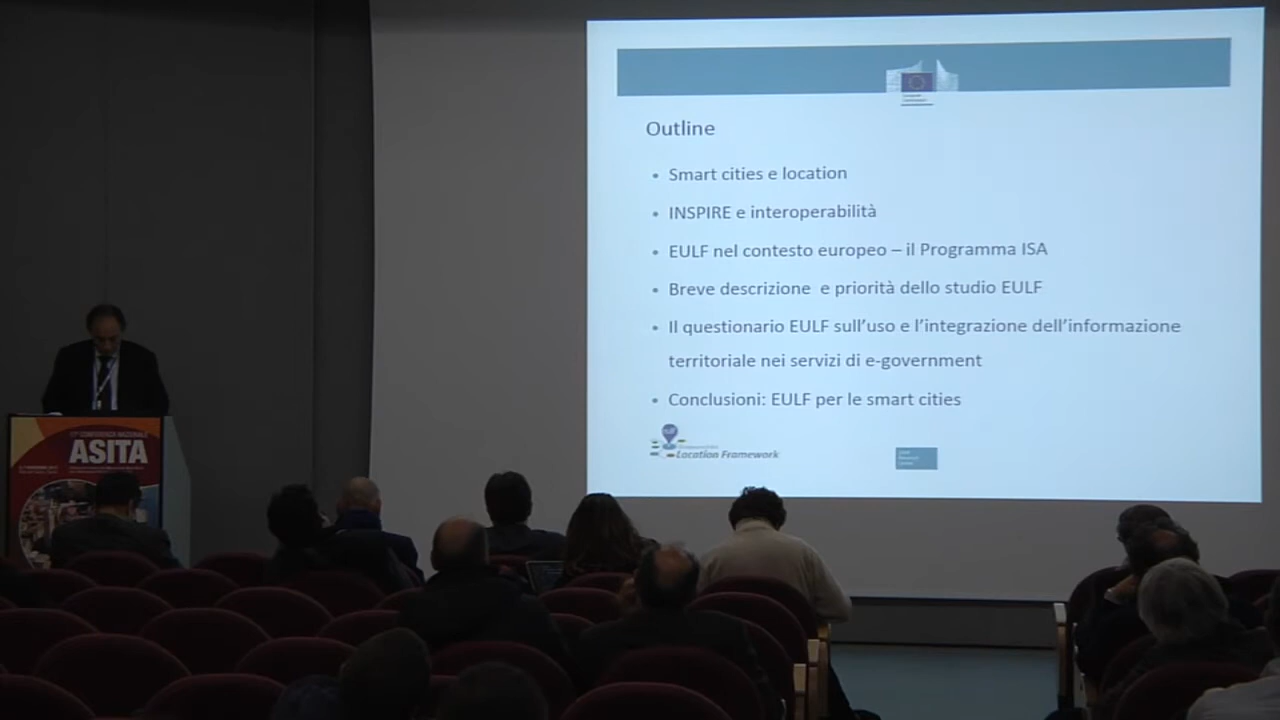 Outline
• Smart cities e location
• INSPIRE e interoperabilità
• EULF nel contesto europeo – il Programma ISA
• Breve descrizione e priorità dello studio EULF
• Il questionario EULF sull'uso e l'integrazione dell'informazione
territoriale nei servizi di e-government
• Conclusioni: EULF per le smart cities
Location Framework
CONFERENZA NAZIONALE
ASITA